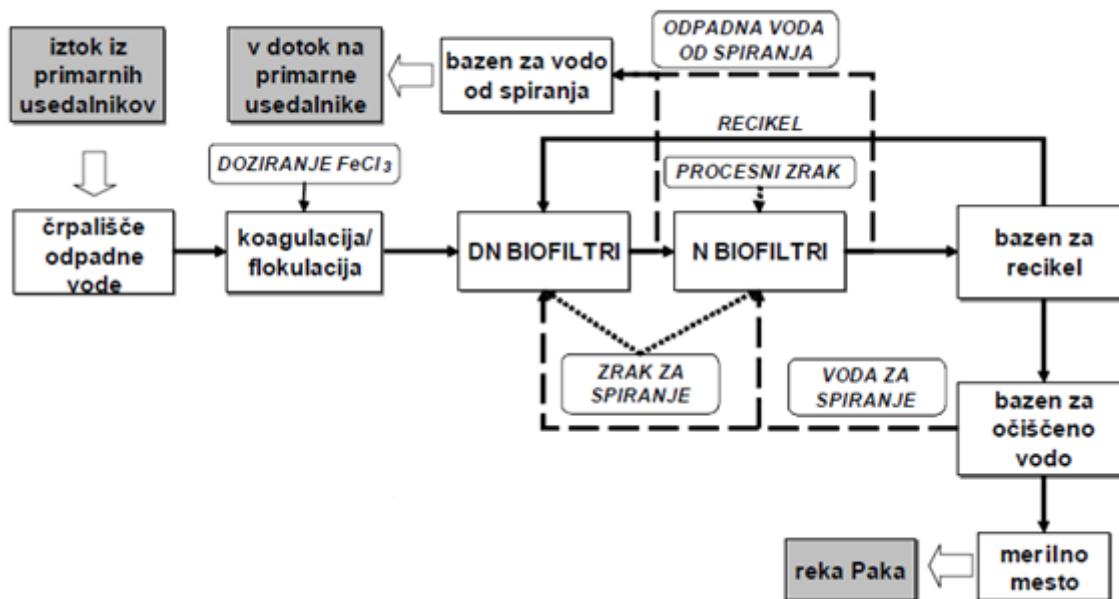 iztok iz
primarnih
usedalnikov
v dotok na
primarne
usedalnike
bazen za vodo
od spiranja
ODPADNA VODA
OD SPIRANJA
RECIKEL
DOZIRANJE FeCl3
PROCESNI ZRAK
črpališče
odpadne
vode
koagulacija/
flokulacija
DN BIOFILTRI
N BIOFILTRI
bazen za
recikel
ZRAK ZA
SPIRANJE
VODA ZA
SPIRANJE
bazen za
očiščeno
vodo
reka Paka
merilno
mesto